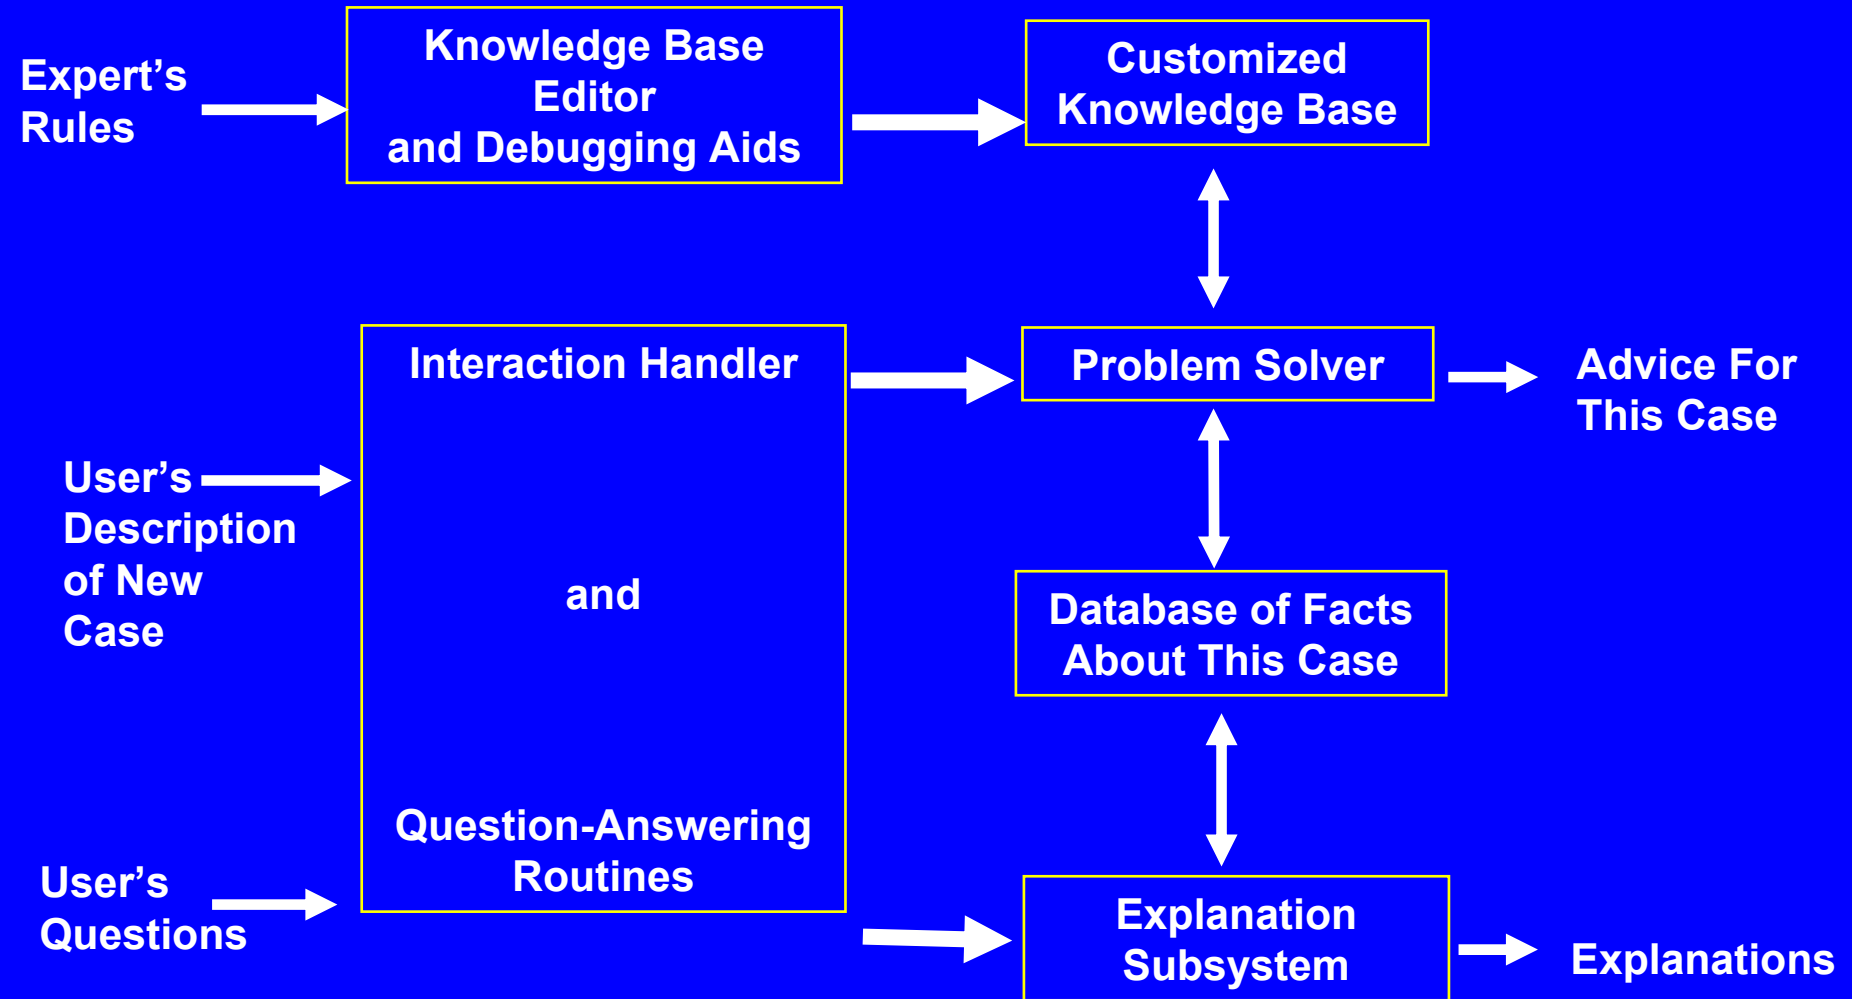 Expert's
Rules
Knowledge Base
Editor
and Debugging Aids
Customized
Knowledge Base
Interaction Handler
and
Question-Answering
Routines
Problem Solver
Advice For
This Case
User's
Description
of New
Case
Database of Facts
About This Case
User's
Questions
Explanation
Subsystem
Explanations